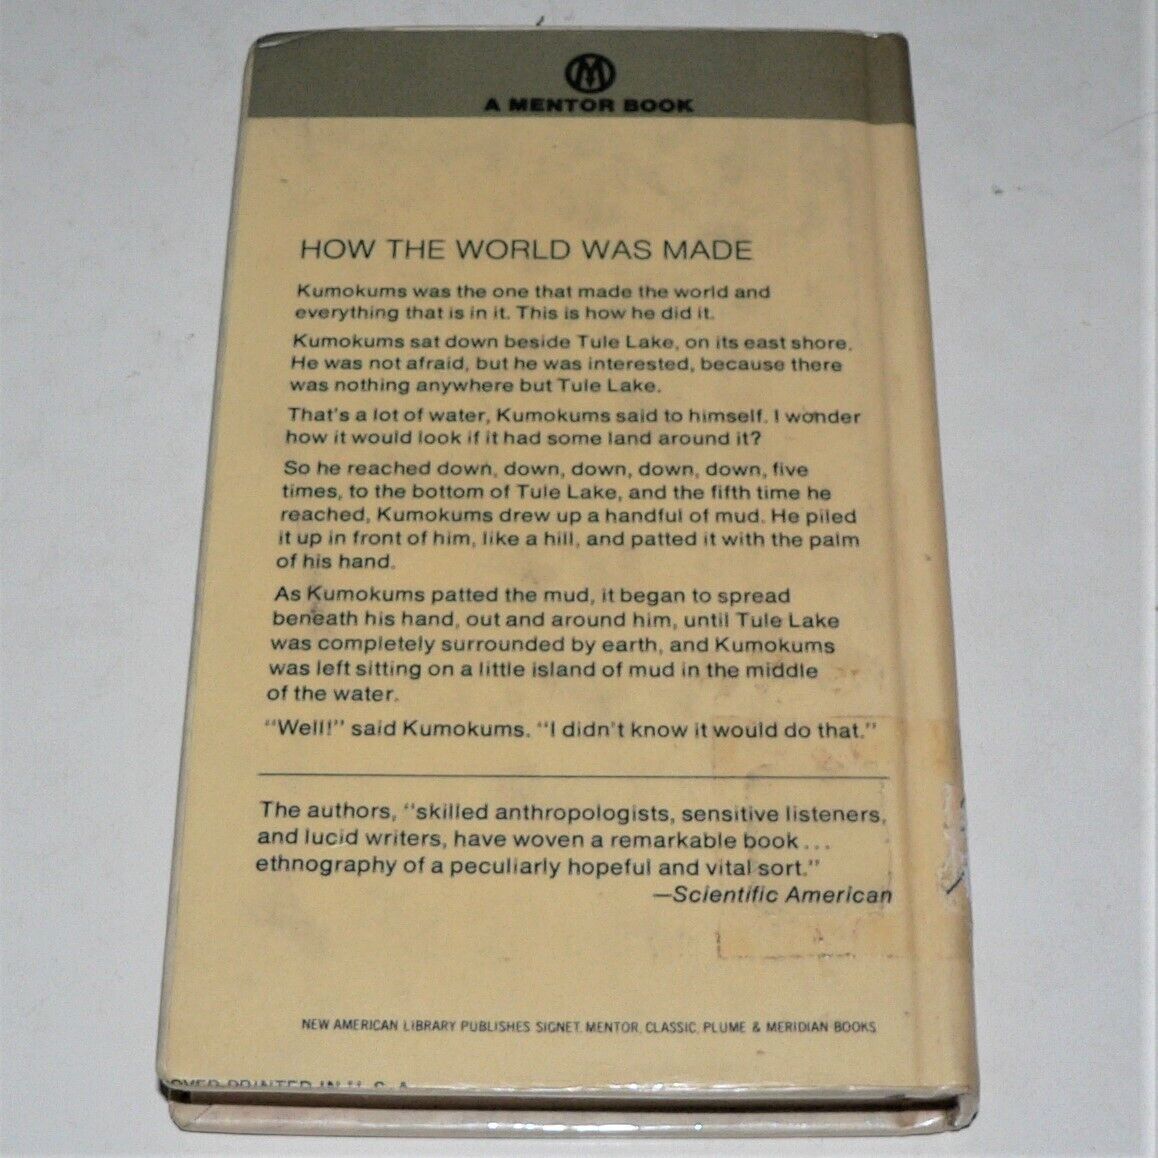 A MENTOR BOOK
HOW THE WORLD WAS MADE
Kumokums was the one that made the world and
everything that is in it. This is how he did it.
Kumokums sat down beside Tule Lake, on its east shore.
He was not afraid, but he was interested, because there
was nothing anywhere but Tule Lake.
That's a lot of water, Kumokums said to himself. I wonder
how it would look if it had some land around it?
So he reached down, down, down, down, down, five
times, to the bottom of Tule Lake, and the fifth time he
reached, Kumokums drew up a handful of mud. He piled
it up in front of him, like a hill, and patted it with the palm
of his hand.
As Kumokums patted the mud, it began to spread
beneath his hand, out and around him, until Tule Lake
was completely surrounded by earth, and Kumokums
was left sitting on a little island of mud in the middle
of the water.
"Well!" said Kumokums. "I didn't know it would do that."
The authors, "skilled anthropologists, sensitive listeners,
and lucid writers, have woven a remarkable book...
ethnography of a peculiarly hopeful and vital sort."
—Scientific American
NEW AMERICAN LIBRARY PUBLISHES SIGNET, MENTOR, CLASSIC, PLUME & MERIDIAN BOOKS
PRINTED IN U.S.A.